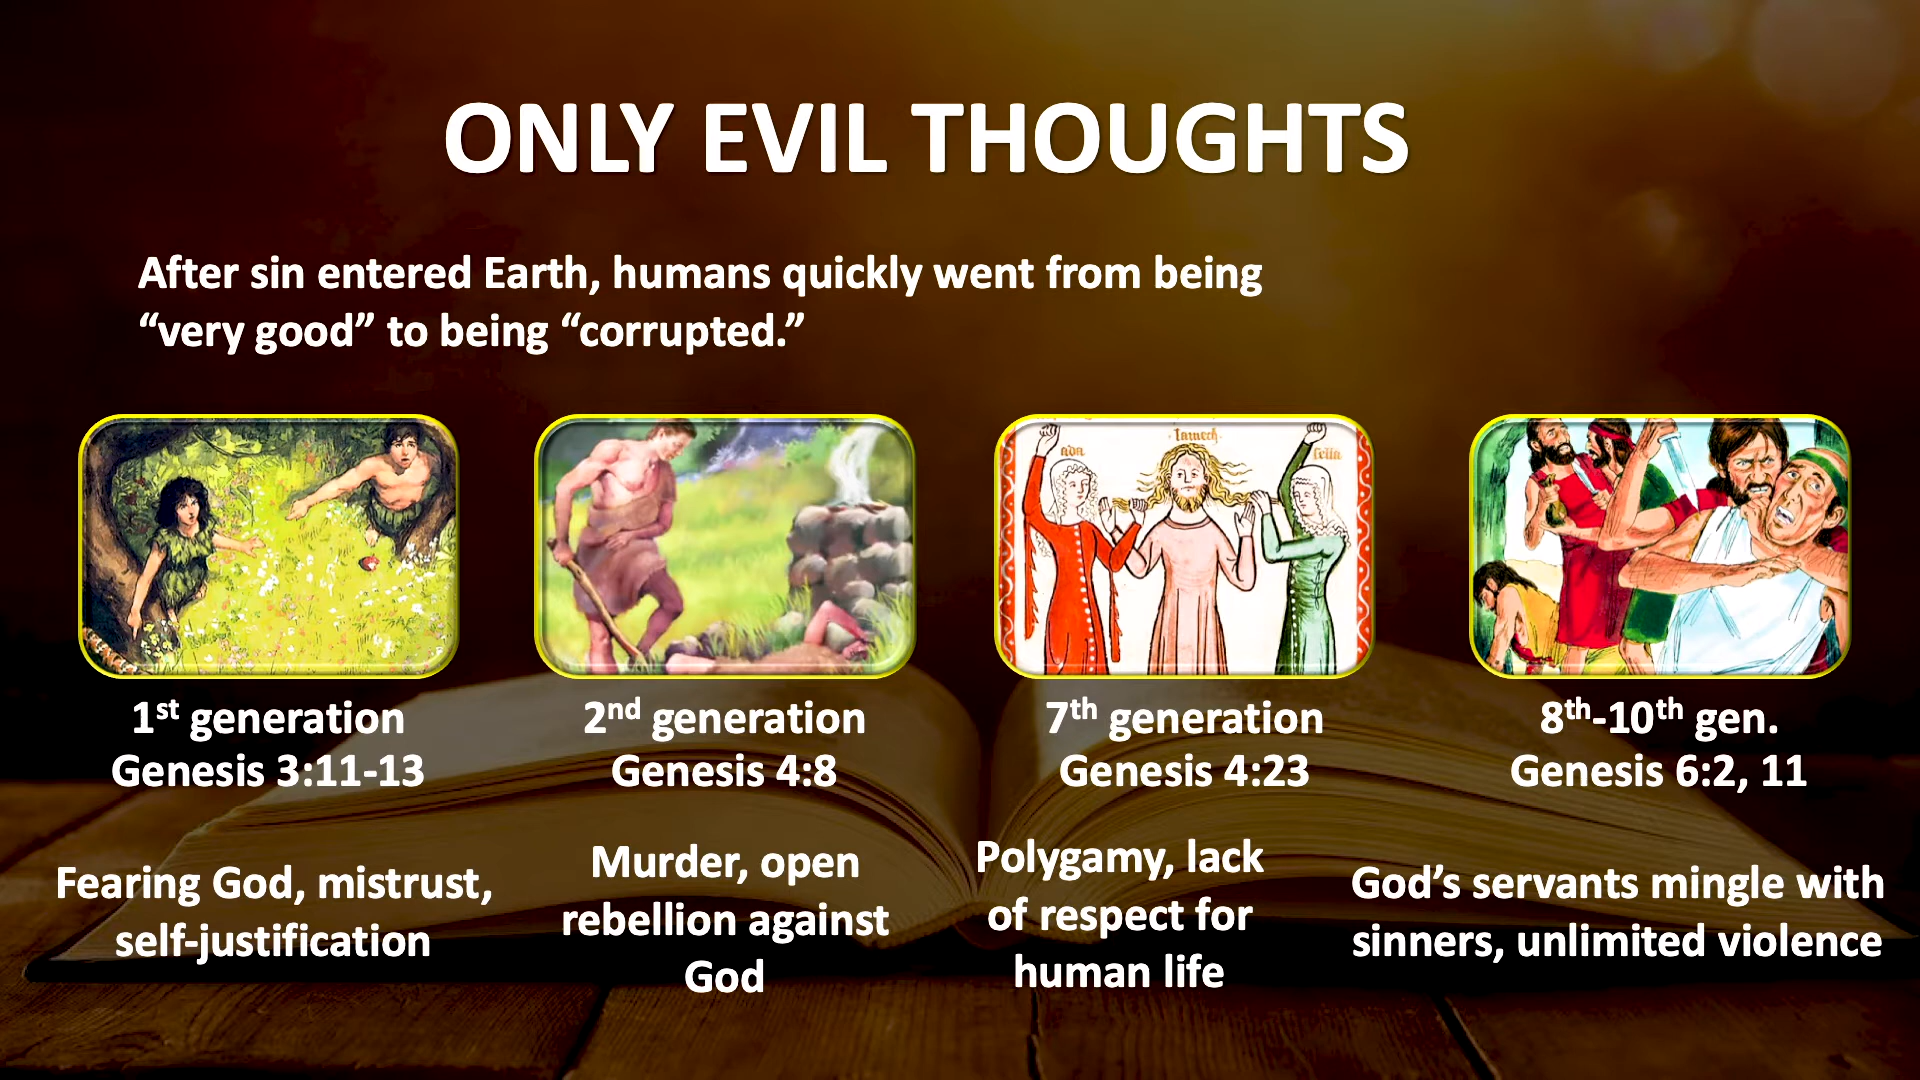 ONLY EVIL THOUGHTS
After sin entered Earth, humans quickly went from being
“very good” to being “corrupted.”
ada
lamech
sella
1st generation
Genesis 3:11-13
2nd generation
Genesis 4:8
7th generation
Genesis 4:23
8th-10th gen.
Genesis 6:2, 11
Fearing God, mistrust,
self-justification
Murder, open
rebellion against
God
Polygamy, lack
of respect for
human life
God’s servants mingle with
sinners, unlimited violence